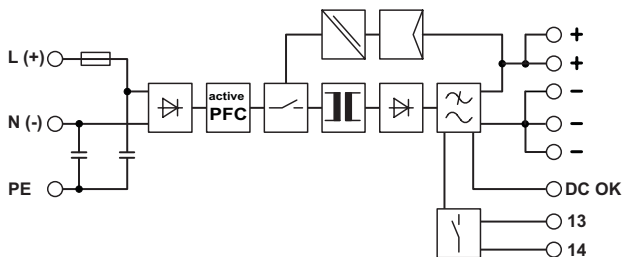 L (+)
N (-)
PE
active
PFC
+
+
−
−
−
DC OK
13
14